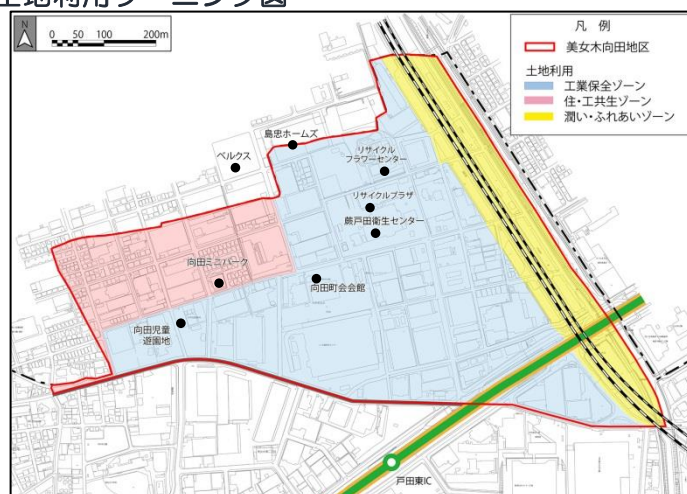 土地利用ゾーニング図
N
0 50 100 200m
凡 例
美女木向田地区
土地利用
工業保全ゾーン
住・工共生ゾーン
潤い・ふれあいゾーン
島忠ホームズ
ベルクス
リサイクル
フラワーセンター
リサイクルプラザ
蕨戸田衛生センター
向田ミニパーク
向田町会会館
向田児童
遊園地
戸田東IC